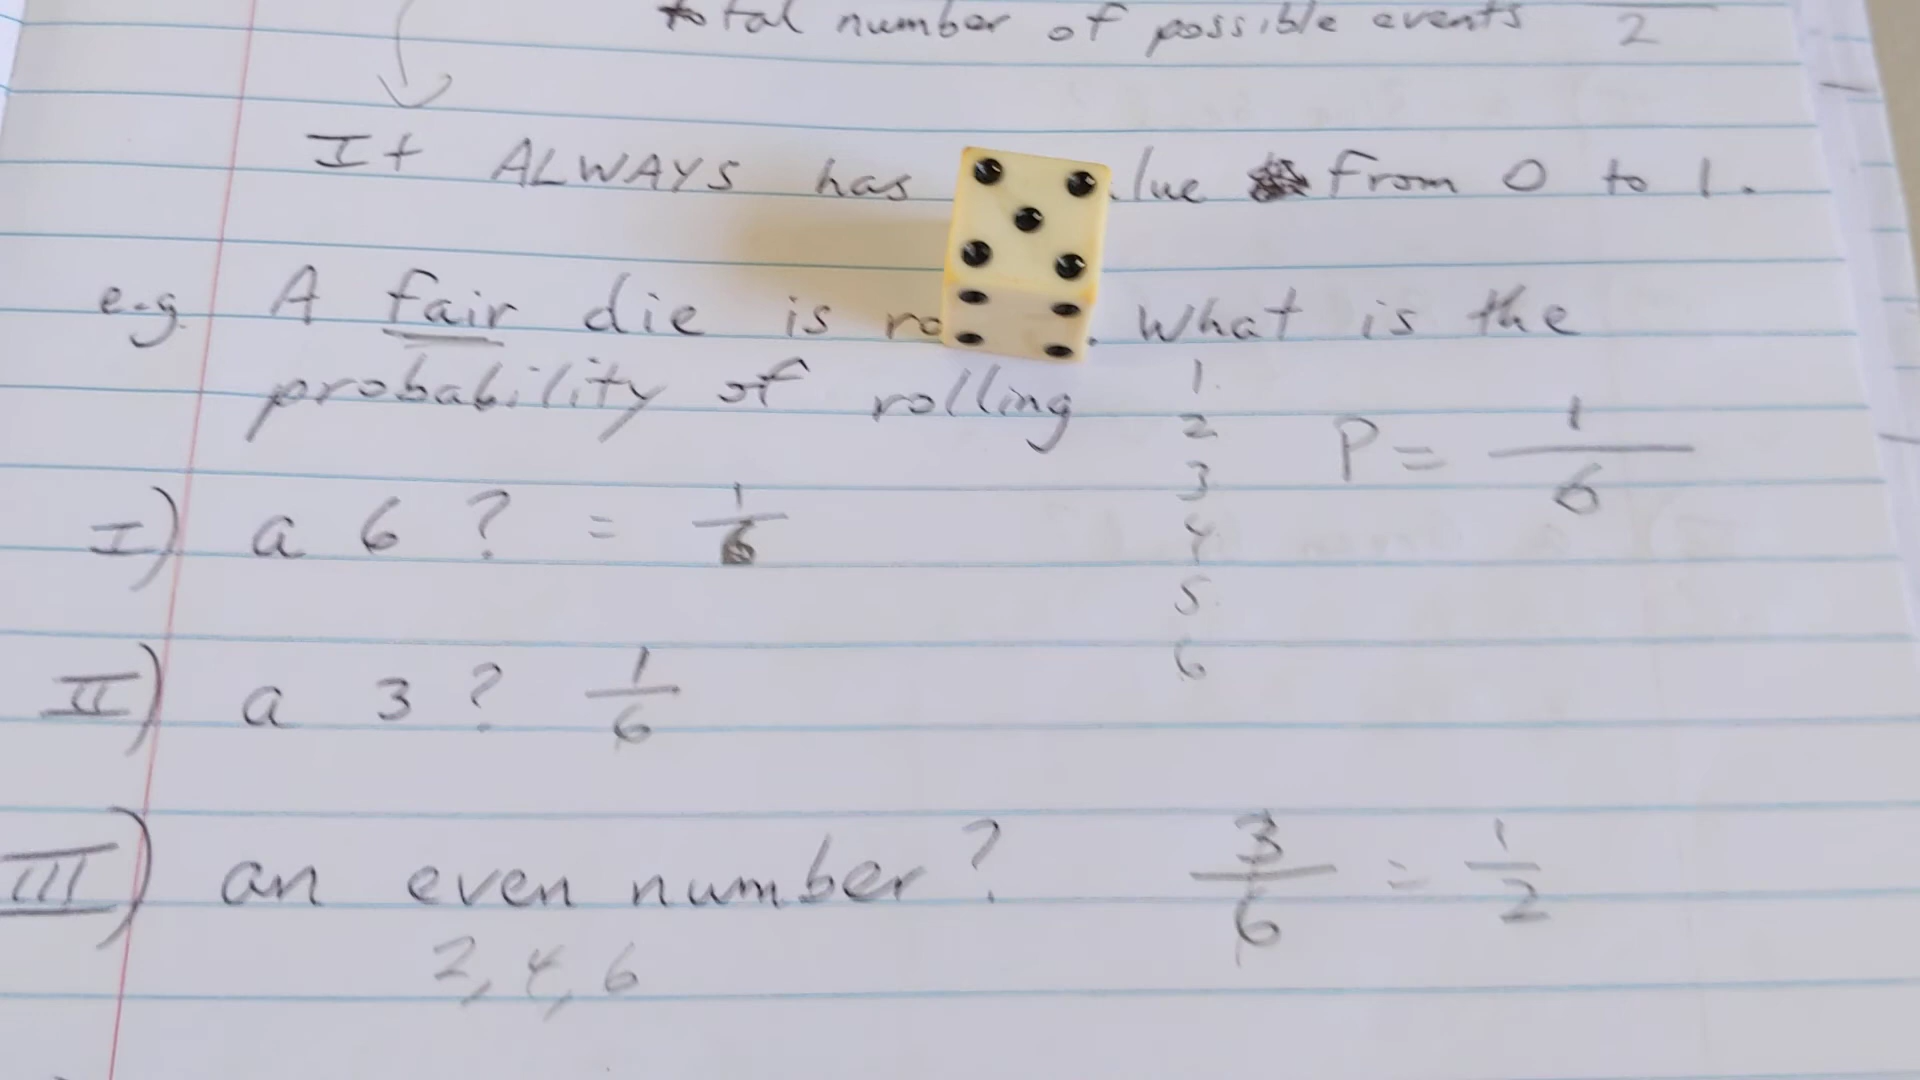 total number of possible events 2
It ALWAYS has lue from 0 to 1.
e.g. A fair die is ro . What is the
probability of rolling
1
2
3
4
5
6
P = 1/6
I) a 6 ? = 1/6
II) a 3 ? 1/6
III) an even number ? 3/6 = 1/2
2, 4, 6